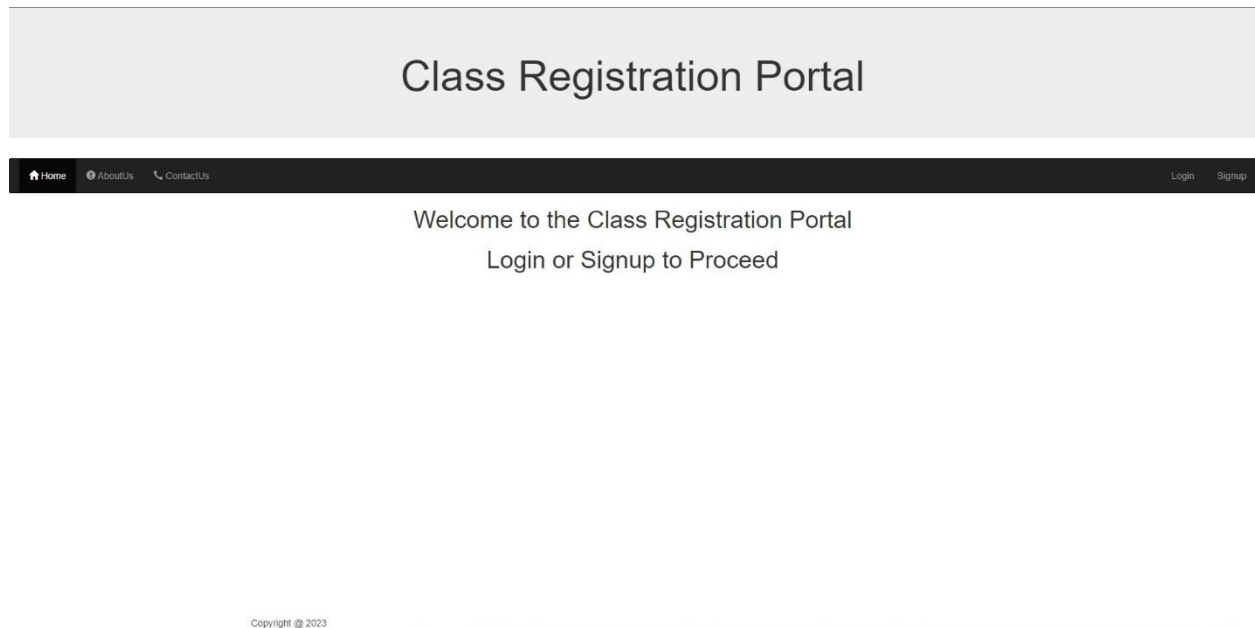 Class Registration Portal
Home AboutUs ContactUs Login Signup
Welcome to the Class Registration Portal
Login or Signup to Proceed
Copyright @ 2023